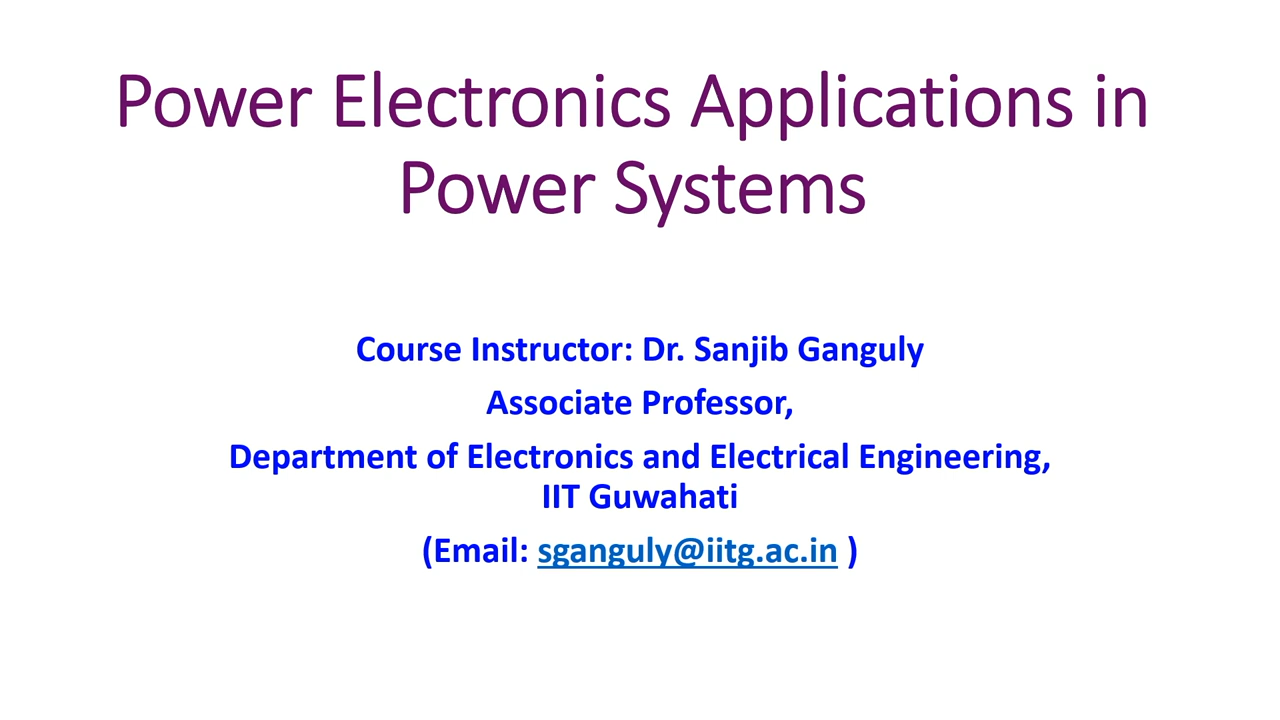 Power Electronics Applications in
Power Systems
Course Instructor: Dr. Sanjib Ganguly
Associate Professor,
Department of Electronics and Electrical Engineering,
IIT Guwahati
(Email: sganguly@iitg.ac.in )